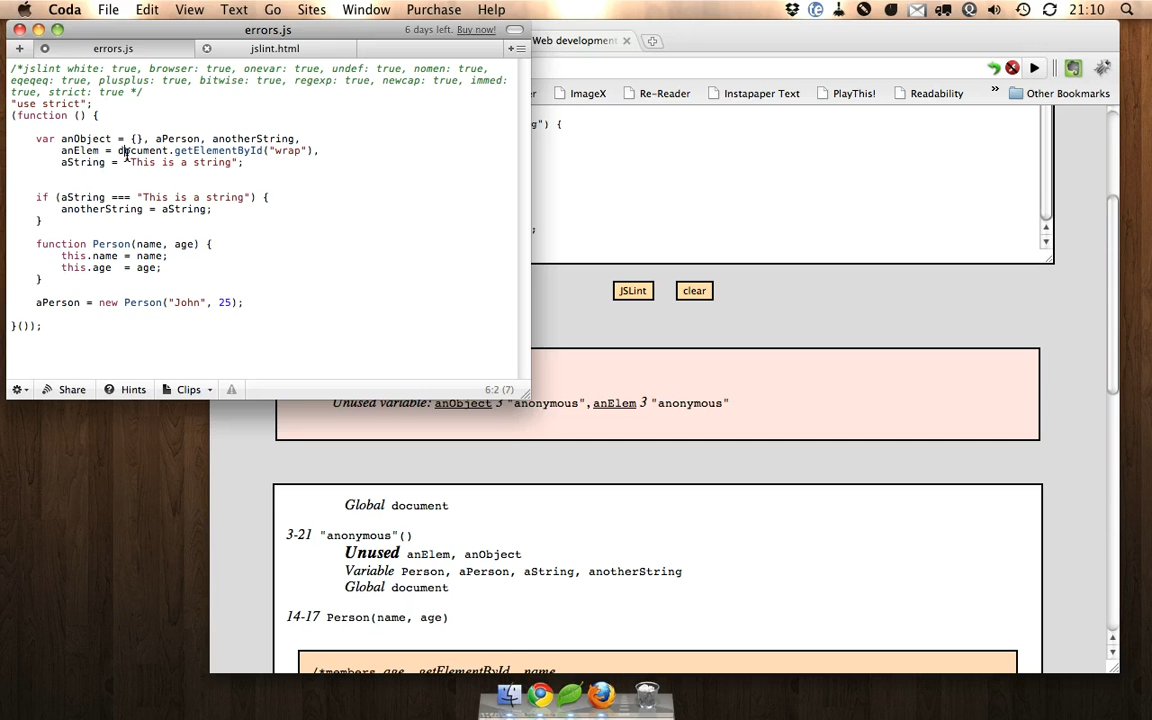 Coda File Edit View Text Go Sites Window Purchase Help 21:10
errors.js 6 days left. Buy now!
errors.js jslint.html
/*jslint white: true, browser: true, onevar: true, undef: true, nomen: true,
eqeqeq: true, plusplus: true, bitwise: true, regexp: true, newcap: true, immed:
true, strict: true */
"use strict";
(function () {
var anObject = {}, aPerson, anotherString,
anElem = document.getElementById("wrap"),
aString = "This is a string";
if (aString === "This is a string") {
anotherString = aString;
}
function Person(name, age) {
this.name = name;
this.age = age;
}
aPerson = new Person("John", 25);
}());
Share Hints Clips 6:2 (7)
Web development
ImageX Re-Reader Instapaper Text PlayThis! Readability » Other Bookmarks
ng") {
;
JSLint clear
Unused variable: anObject 3 "anonymous", anElem 3 "anonymous"
Global document
3-21 "anonymous"()
Unused anElem, anObject
Variable Person, aPerson, aString, anotherString
Global document
14-17 Person(name, age)
/*members age, getElementById, name